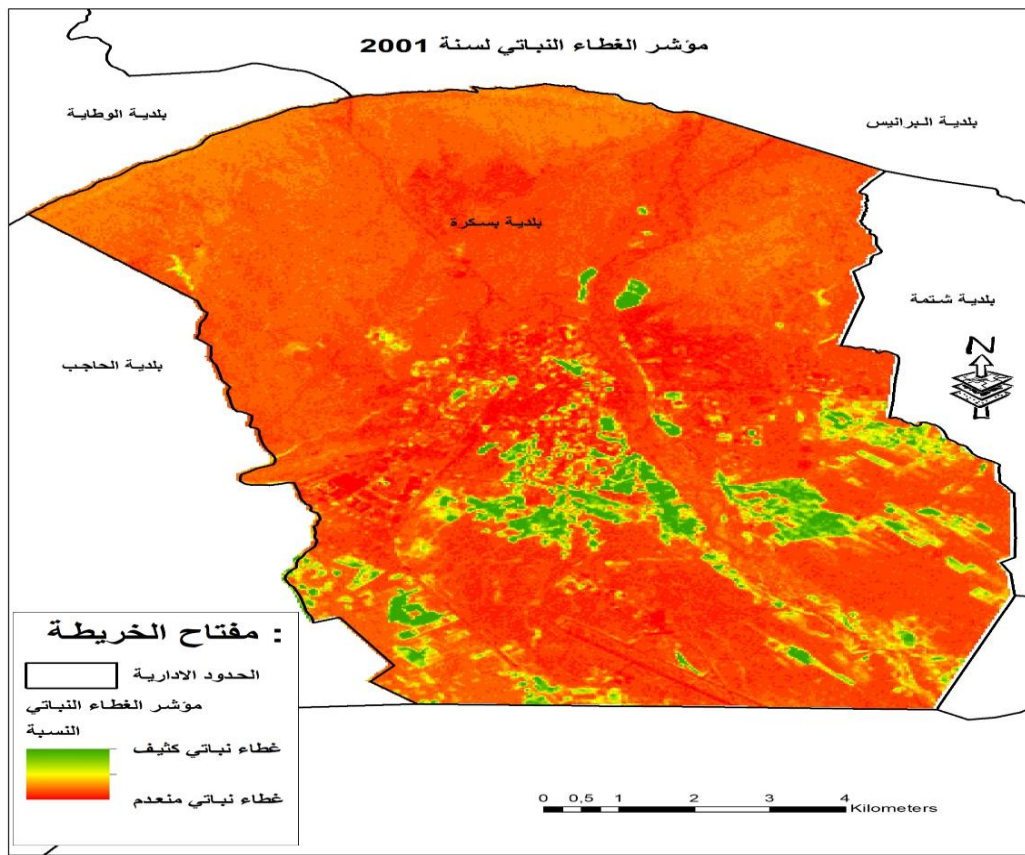 مؤشر الغطاء النباتي لسنة 2001
بلدية الوطاية
بلدية البرانيس
بلدية بسكرة
بلدية شتمة
بلدية الحاجب
N
مفتاح الخريطة :
الحدود الادارية
مؤشر الغطاء النباتي
النسبة
غطاء نباتي كثيف
غطاء نباتي منعدم
0 0,5 1 2 3 4
Kilometers